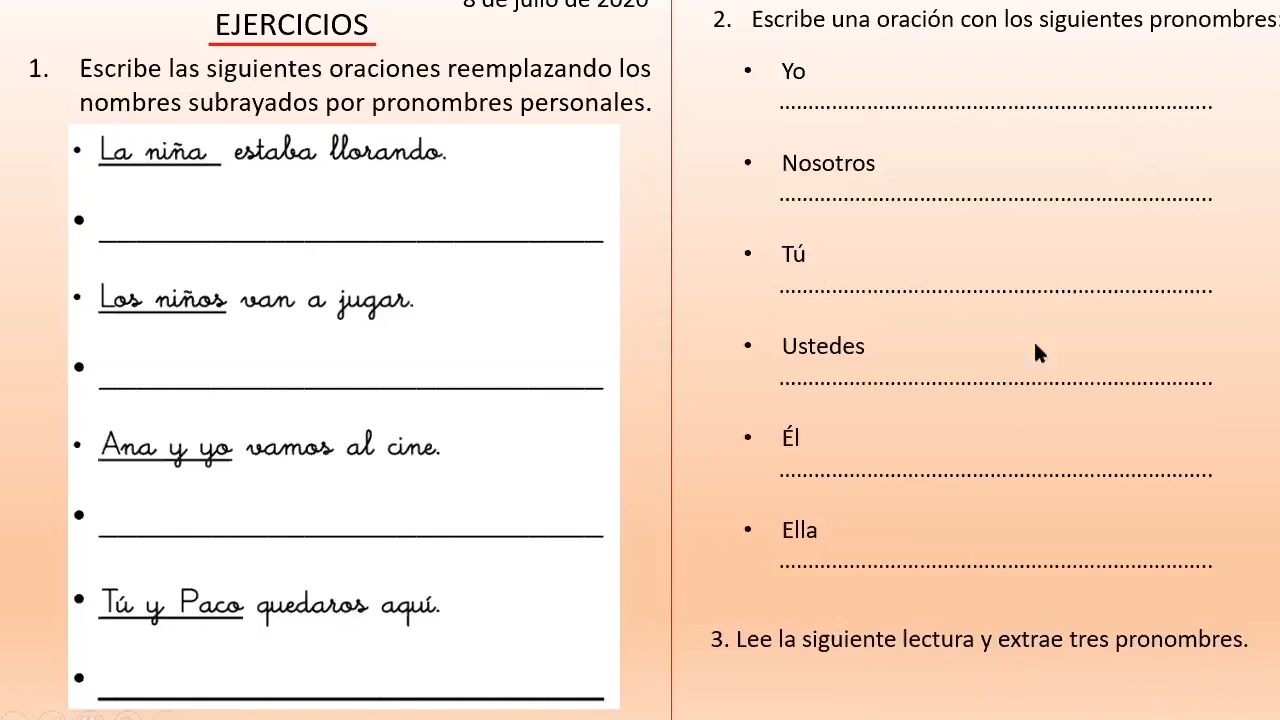 8 de julio de 2020
EJERCICIOS
1. Escribe las siguientes oraciones reemplazando los
nombres subrayados por pronombres personales.
• La niña estaba llorando.
•
• Los niños van a jugar.
•
• Ana y yo vamos al cine.
•
• Tú y Paco quedaros aquí.
•
2. Escribe una oración con los siguientes pronombres:
• Yo
• Nosotros
• Tú
• Ustedes
• Él
• Ella
3. Lee la siguiente lectura y extrae tres pronombres.